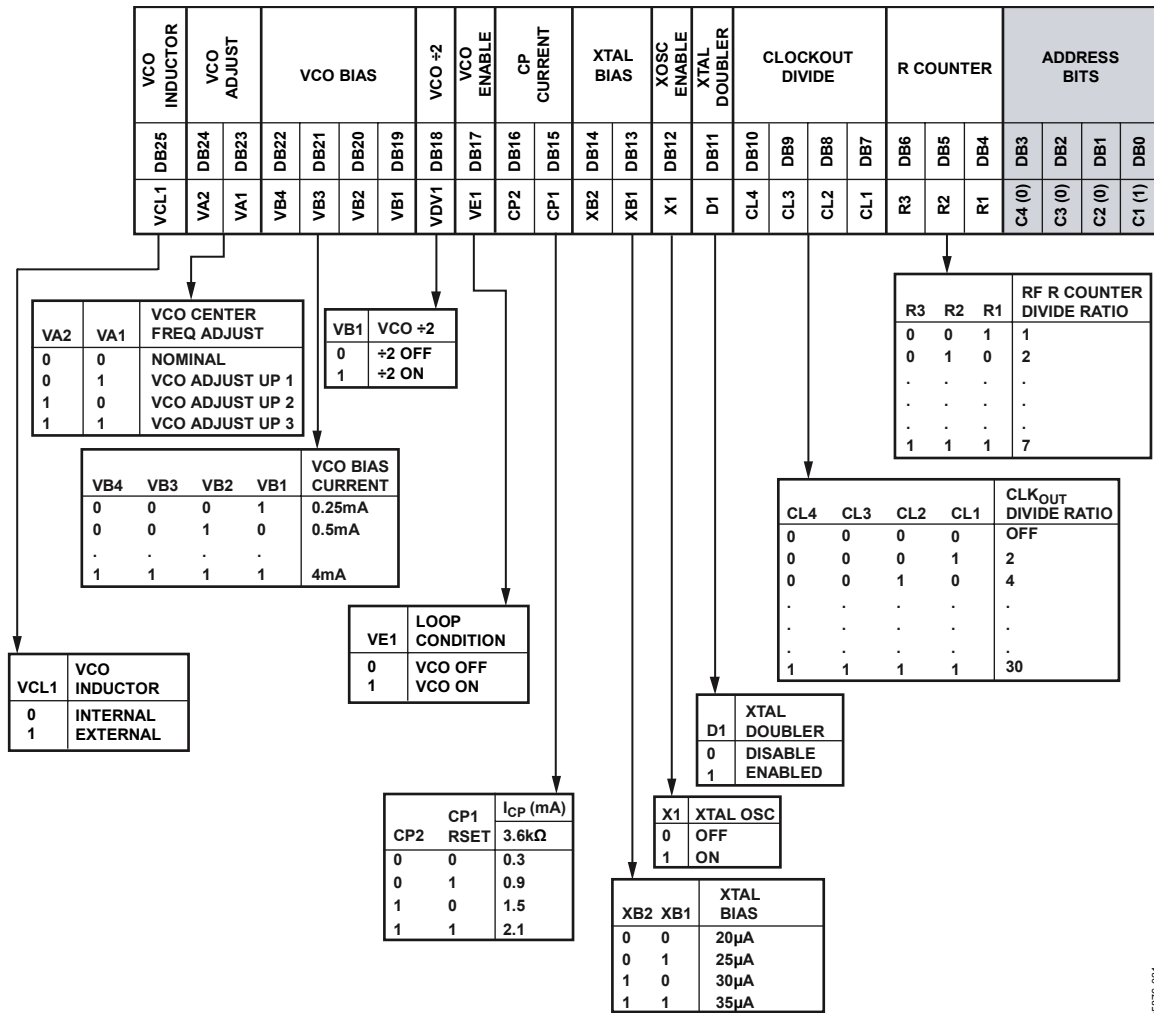 VCO INDUCTOR
VCO ADJUST
VCO BIAS
VCO ÷2
VCO ENABLE
CP CURRENT
XTAL BIAS
XOSC ENABLE
XTAL DOUBLER
CLOCKOUT DIVIDE
R COUNTER
ADDRESS BITS
DB25 DB24 DB23 DB22 DB21 DB20 DB19 DB18 DB17 DB16 DB15 DB14 DB13 DB12 DB11 DB10 DB9 DB8 DB7 DB6 DB5 DB4 DB3 DB2 DB1 DB0
VCL1 VA2 VA1 VB4 VB3 VB2 VB1 VDV1 VE1 CP2 CP1 XB2 XB1 X1 D1 CL4 CL3 CL2 CL1 R3 R2 R1 C4 (0) C3 (0) C2 (0) C1 (1)
VA2 VA1 VCO CENTER FREQ ADJUST
0 0 NOMINAL
0 1 VCO ADJUST UP 1
1 0 VCO ADJUST UP 2
1 1 VCO ADJUST UP 3
VB1 VCO ÷2
0 ÷2 OFF
1 ÷2 ON
R3 R2 R1 RF R COUNTER DIVIDE RATIO
0 0 1 1
0 1 0 2
. . . .
. . . .
. . . .
1 1 1 7
VB4 VB3 VB2 VB1 VCO BIAS CURRENT
0 0 0 1 0.25mA
0 0 1 0 0.5mA
. . .
1 1 1 1 4mA
CL4 CL3 CL2 CL1 CLKOUT DIVIDE RATIO
0 0 0 0 OFF
0 0 0 1 2
0 0 1 0 4
. . . . .
. . . . .
. . . . .
1 1 1 1 30
VE1 LOOP CONDITION
0 VCO OFF
1 VCO ON
VCL1 VCO INDUCTOR
0 INTERNAL
1 EXTERNAL
D1 XTAL DOUBLER
0 DISABLE
1 ENABLED
CP2 CP1 RSET ICP (mA) 3.6kΩ
0 0 0.3
0 1 0.9
1 0 1.5
1 1 2.1
X1 XTAL OSC
0 OFF
1 ON
XB2 XB1 XTAL BIAS
0 0 20µA
0 1 25µA
1 0 30µA
1 1 35µA